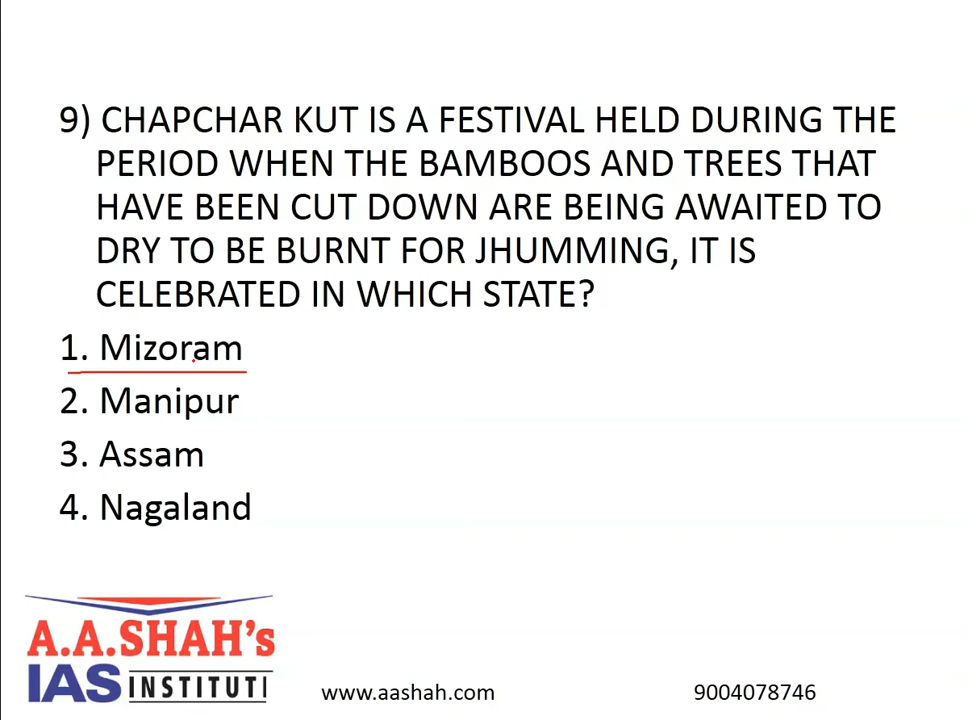 9) CHAPCHAR KUT IS A FESTIVAL HELD DURING THE
PERIOD WHEN THE BAMBOOS AND TREES THAT
HAVE BEEN CUT DOWN ARE BEING AWAITED TO
DRY TO BE BURNT FOR JHUMMING, IT IS
CELEBRATED IN WHICH STATE?
1. Mizoram
2. Manipur
3. Assam
4. Nagaland
A.A.SHAH's
IAS INSTITUTI
www.aashah.com 9004078746